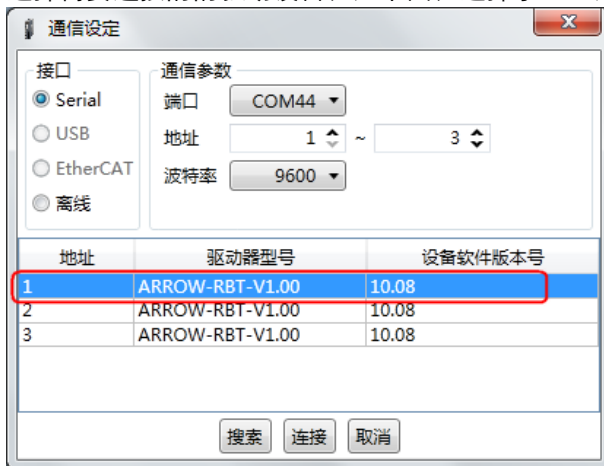 通信设定
接口
通信参数
Serial
端口 COM44
USB
地址 1 ~ 3
EtherCAT
波特率 9600
离线
地址 驱动器型号 设备软件版本号
1 ARROW-RBT-V1.00 10.08
2 ARROW-RBT-V1.00 10.08
3 ARROW-RBT-V1.00 10.08
搜索 连接 取消